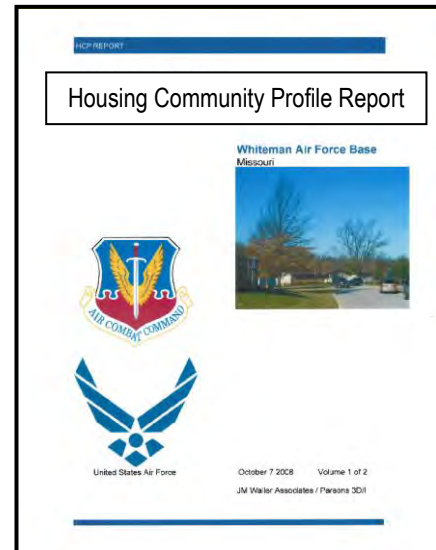 HCP REPORT
Housing Community Profile Report
Whiteman Air Force Base
Missouri
AIR COMBAT COMMAND
United States Air Force
October 7 2008 Volume 1 of 2
JM Waller Associates / Parsons 3D/I